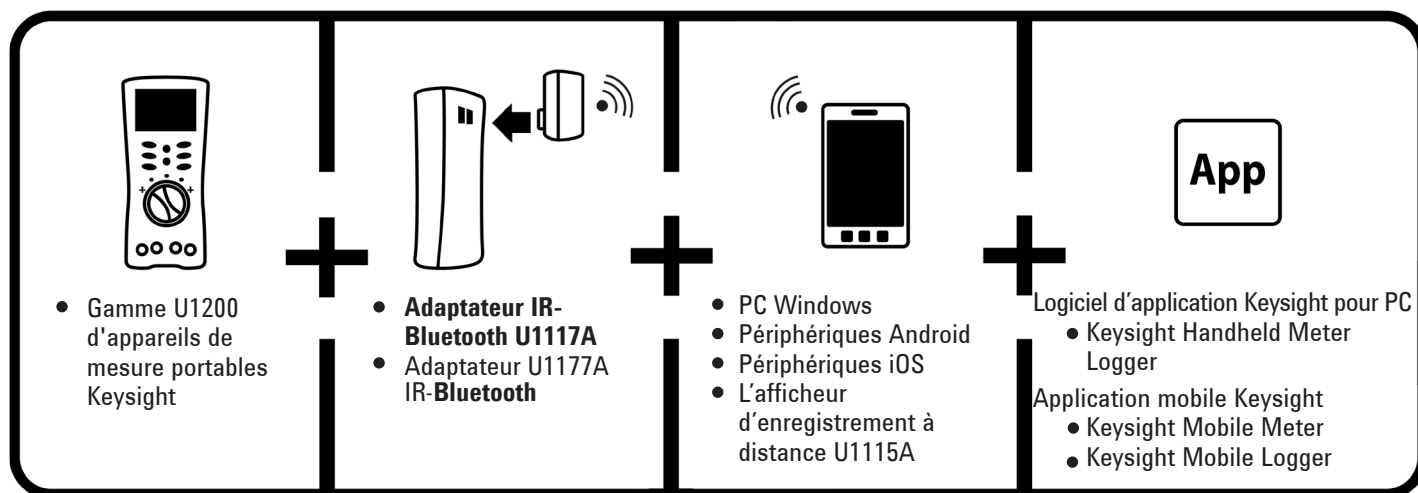 • Gamme U1200
d'appareils de
mesure portables
Keysight
• Adaptateur IR-
Bluetooth U1117A
• Adaptateur U1177A
IR-Bluetooth
• PC Windows
• Périphériques Android
• Périphériques iOS
• L’afficheur
d’enregistrement à
distance U1115A
App
Logiciel d’application Keysight pour PC
• Keysight Handheld Meter
Logger
Application mobile Keysight
• Keysight Mobile Meter
• Keysight Mobile Logger